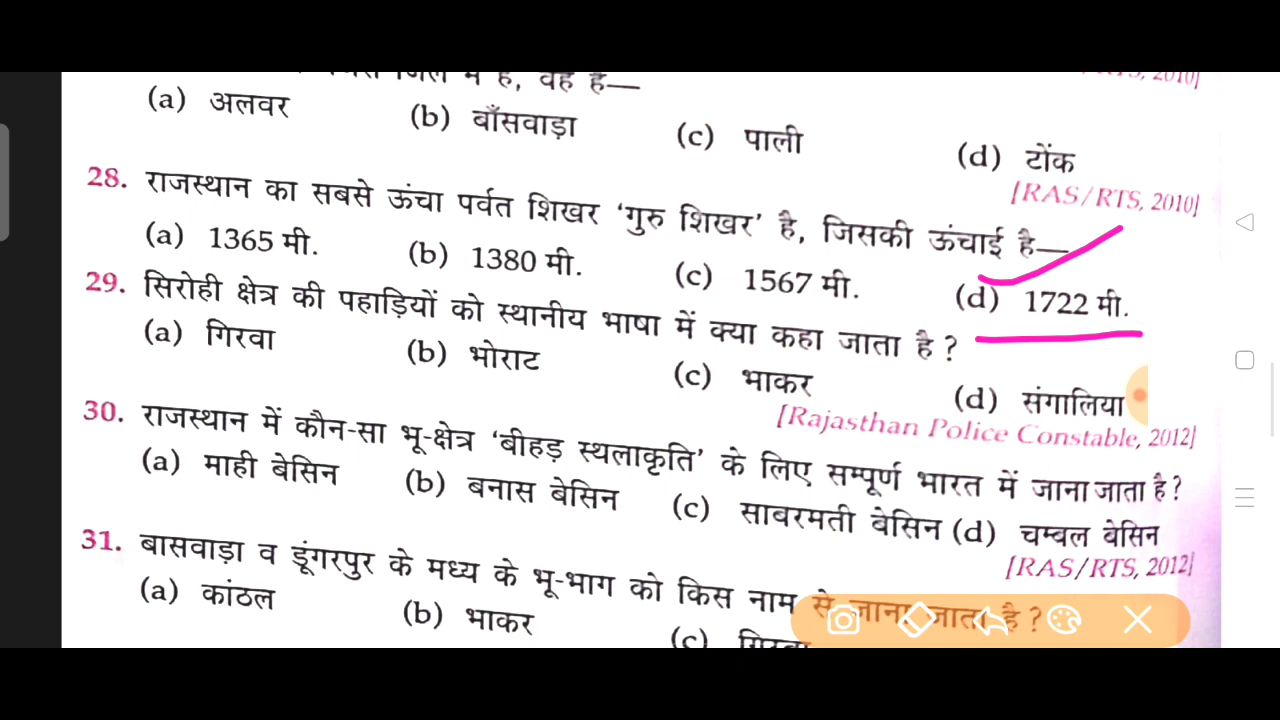 में है, वह है—
(a) अलवर (b) बाँसवाड़ा (c) पाली (d) टोंक
[RAS/RTS, 2010]
28. राजस्थान का सबसे ऊंचा पर्वत शिखर ‘गुरु शिखर’ है, जिसकी ऊंचाई है—
(a) 1365 मी. (b) 1380 मी. (c) 1567 मी. (d) 1722 मी.
29. सिरोही क्षेत्र की पहाड़ियों को स्थानीय भाषा में क्या कहा जाता है ?
(a) गिरवा (b) भोराट (c) भाकर (d) संगालिया
[Rajasthan Police Constable, 2012]
30. राजस्थान में कौन-सा भू-क्षेत्र ‘बीहड़ स्थलाकृति’ के लिए सम्पूर्ण भारत में जाना जाता है ?
(a) माही बेसिन (b) बनास बेसिन (c) साबरमती बेसिन (d) चम्बल बेसिन
[RAS/RTS, 2012]
31. बासवाड़ा व डूंगरपुर के मध्य के भू-भाग को किस नाम से जाना जाता है ?
(a) कांठल (b) भाकर (c)